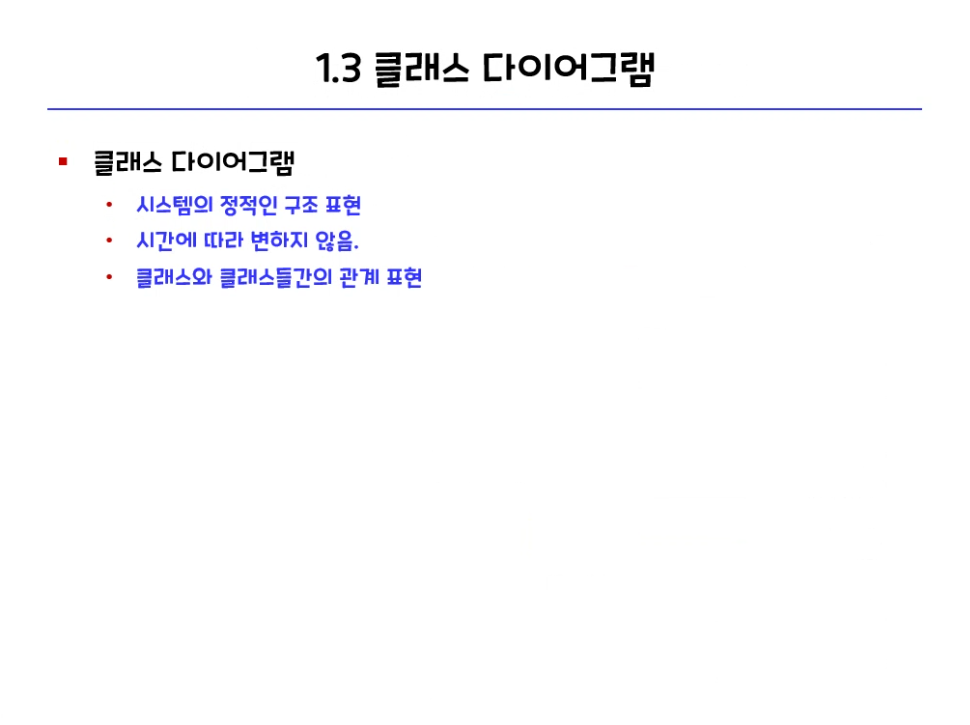 1.3 클래스 다이어그램
클래스 다이어그램
시스템의 정적인 구조 표현
시간에 따라 변하지 않음.
클래스와 클래스들간의 관계 표현